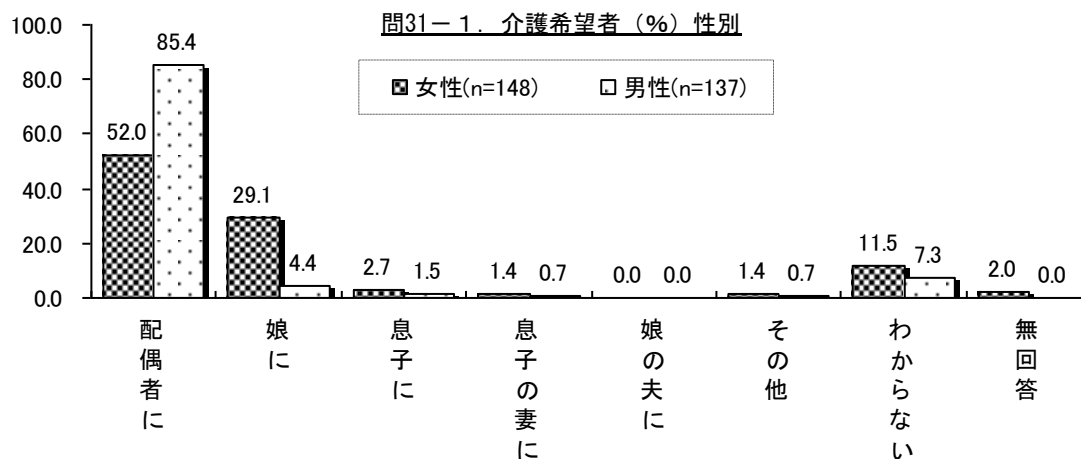 問31－1．介護希望者（%）性別
女性(n=148) 男性(n=137)
100.0
80.0
60.0
40.0
20.0
0.0
52.0 85.4
29.1 4.4
2.7 1.5
1.4 0.7
0.0 0.0
1.4 0.7
11.5 7.3
2.0 0.0
配偶者に
娘に
息子に
息子の妻に
娘の夫に
その他
わからない
無回答